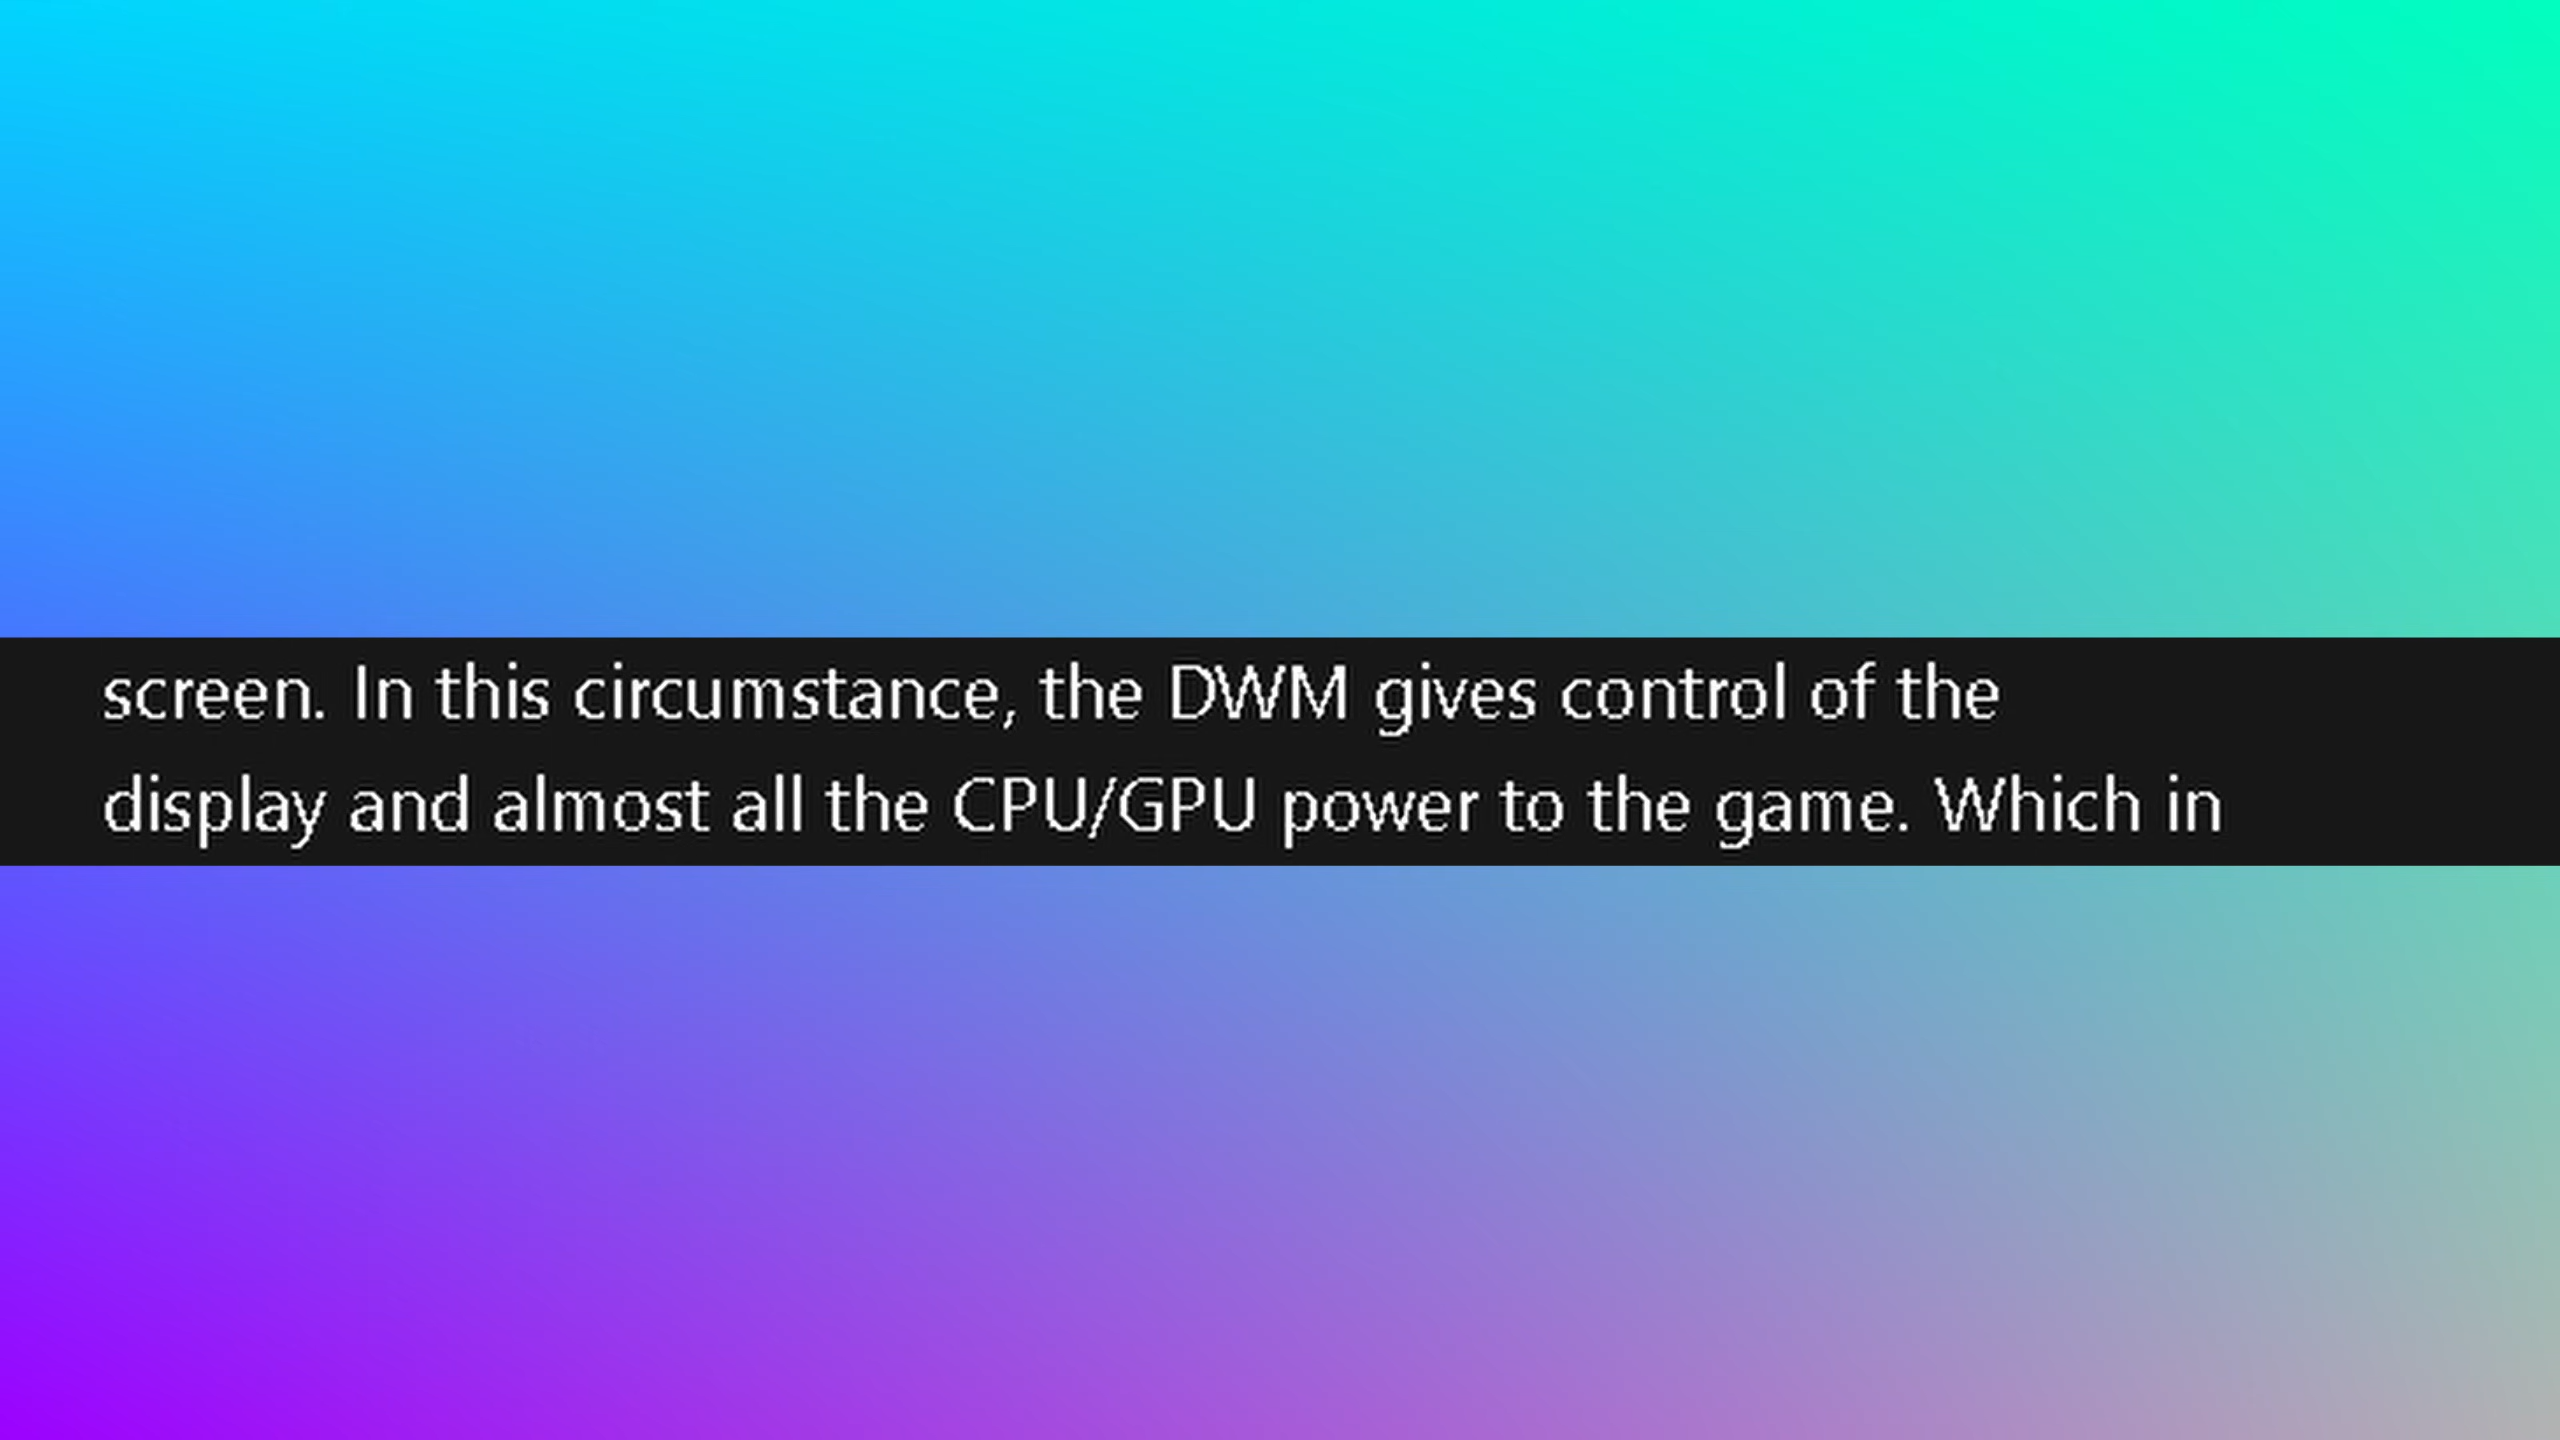 screen. In this circumstance, the DWM gives control of the
display and almost all the CPU/GPU power to the game. Which in